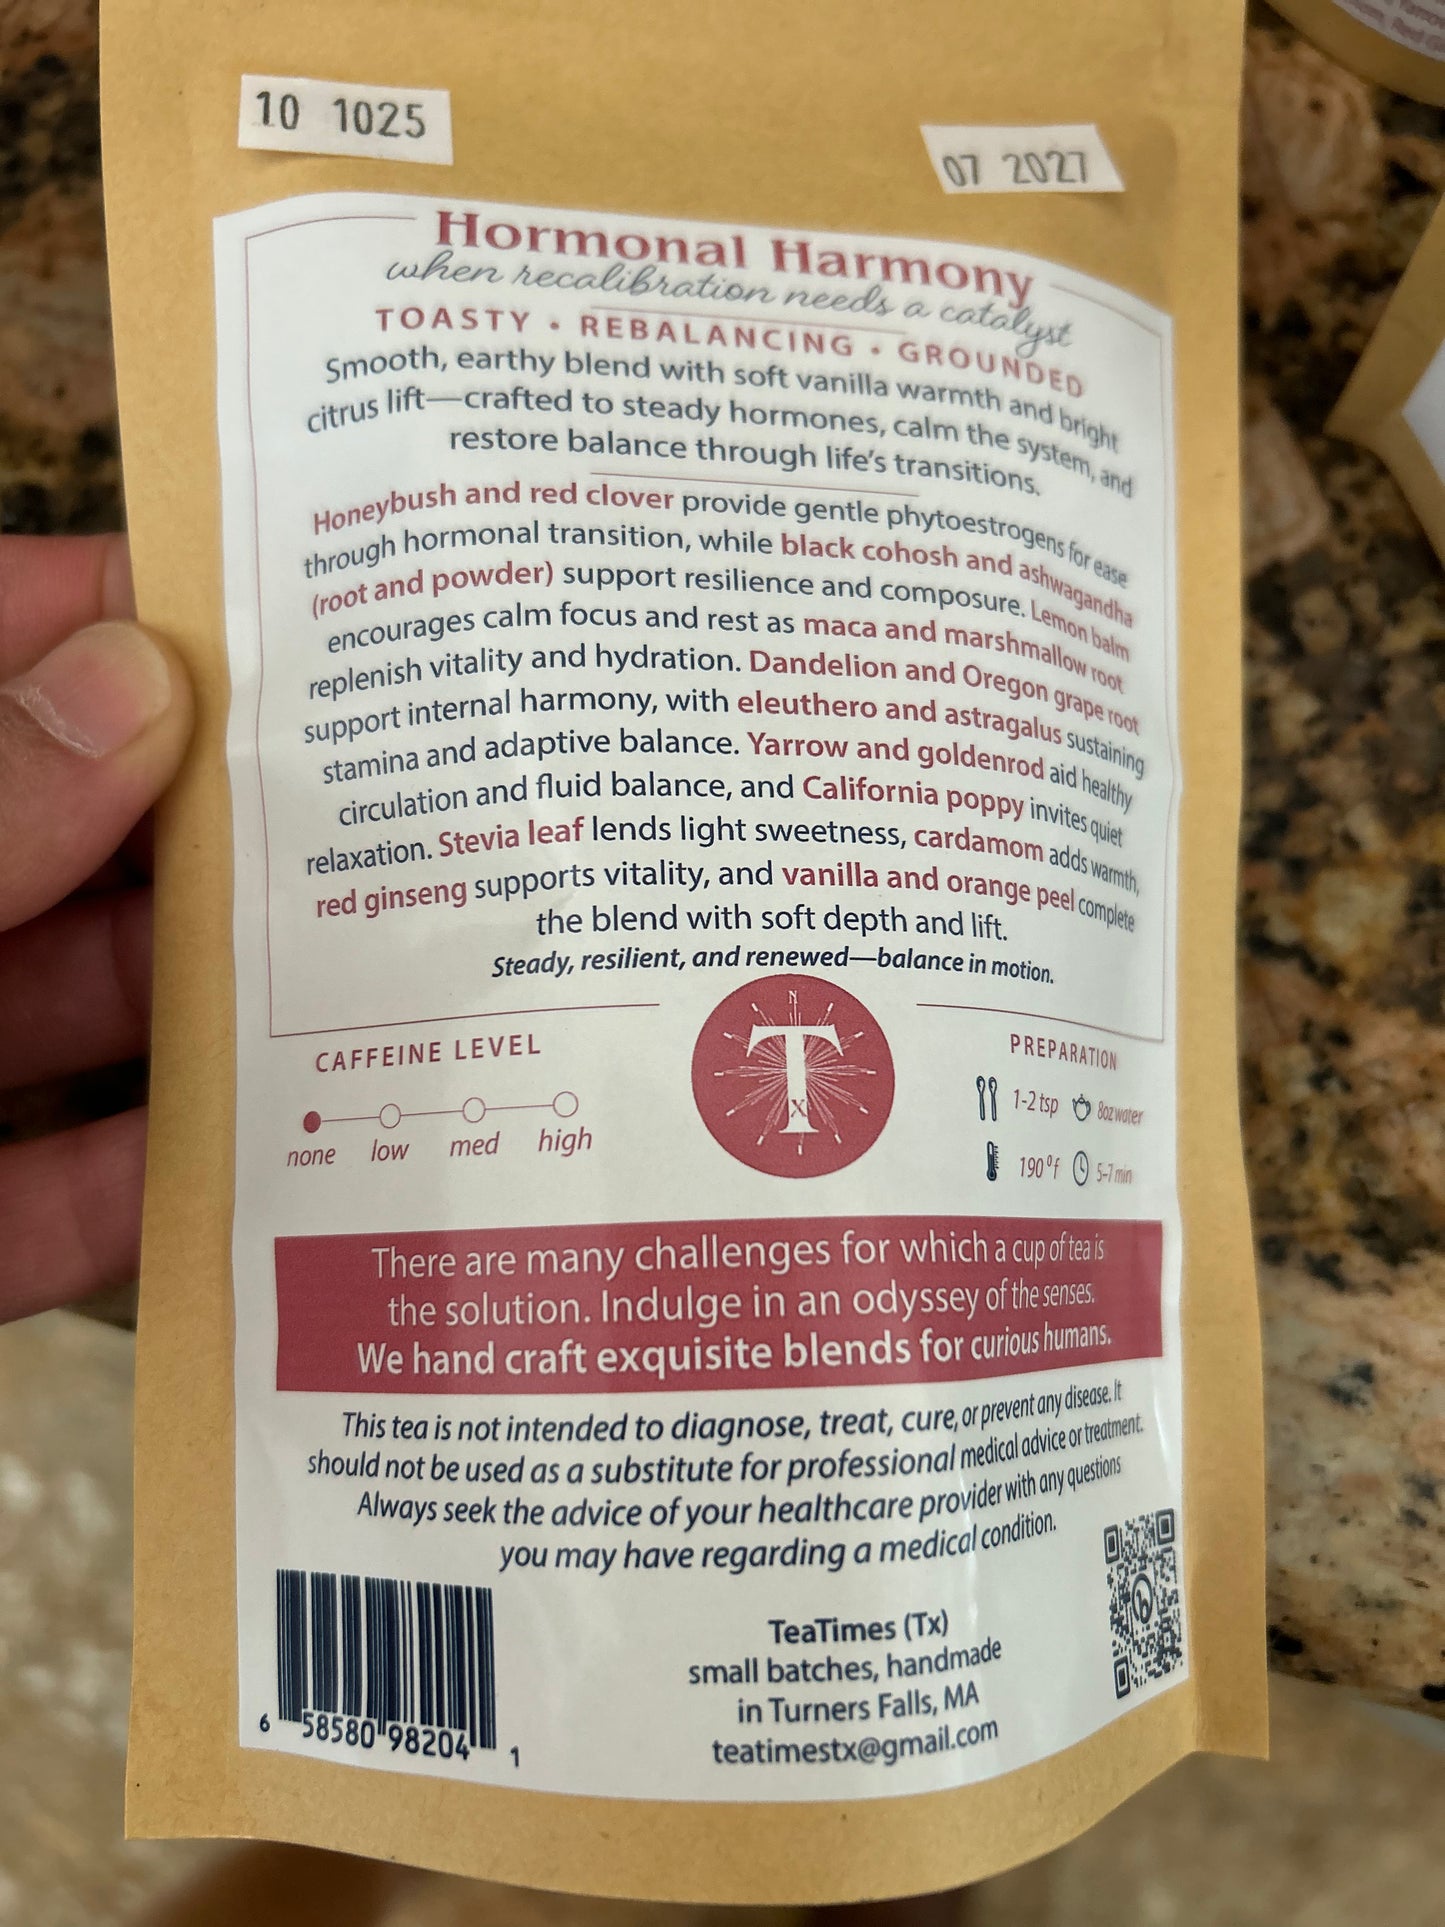 10 1025
07 2027
Hormonal Harmony
when recalibration needs a catalyst
TOASTY • REBALANCING • GROUNDED
Smooth, earthy blend with soft vanilla warmth and bright
citrus lift—crafted to steady hormones, calm the system, and
restore balance through life's transitions.
Honeybush and red clover provide gentle phytoestrogens for ease
through hormonal transition, while black cohosh and ashwagandha
(root and powder) support resilience and composure. Lemon balm
encourages calm focus and rest as maca and marshmallow root
replenish vitality and hydration. Dandelion and Oregon grape root
support internal harmony, with eleuthero and astragalus sustaining
stamina and adaptive balance. Yarrow and goldenrod aid healthy
circulation and fluid balance, and California poppy invites quiet
relaxation. Stevia leaf lends light sweetness, cardamom adds warmth,
red ginseng supports vitality, and vanilla and orange peel complete
the blend with soft depth and lift.
Steady, resilient, and renewed—balance in motion.
CAFFEINE LEVEL
none low med high
N
T
X
PREPARATION
1-2 tsp 8oz water
190°f 5-7 min
There are many challenges for which a cup of tea is
the solution. Indulge in an odyssey of the senses.
We hand craft exquisite blends for curious humans.
This tea is not intended to diagnose, treat, cure, or prevent any disease. It
should not be used as a substitute for professional medical advice or treatment.
Always seek the advice of your healthcare provider with any questions
you may have regarding a medical condition.
6 58580 98204 1
TeaTimes (Tx)
small batches, handmade
in Turners Falls, MA
teatimestx@gmail.com